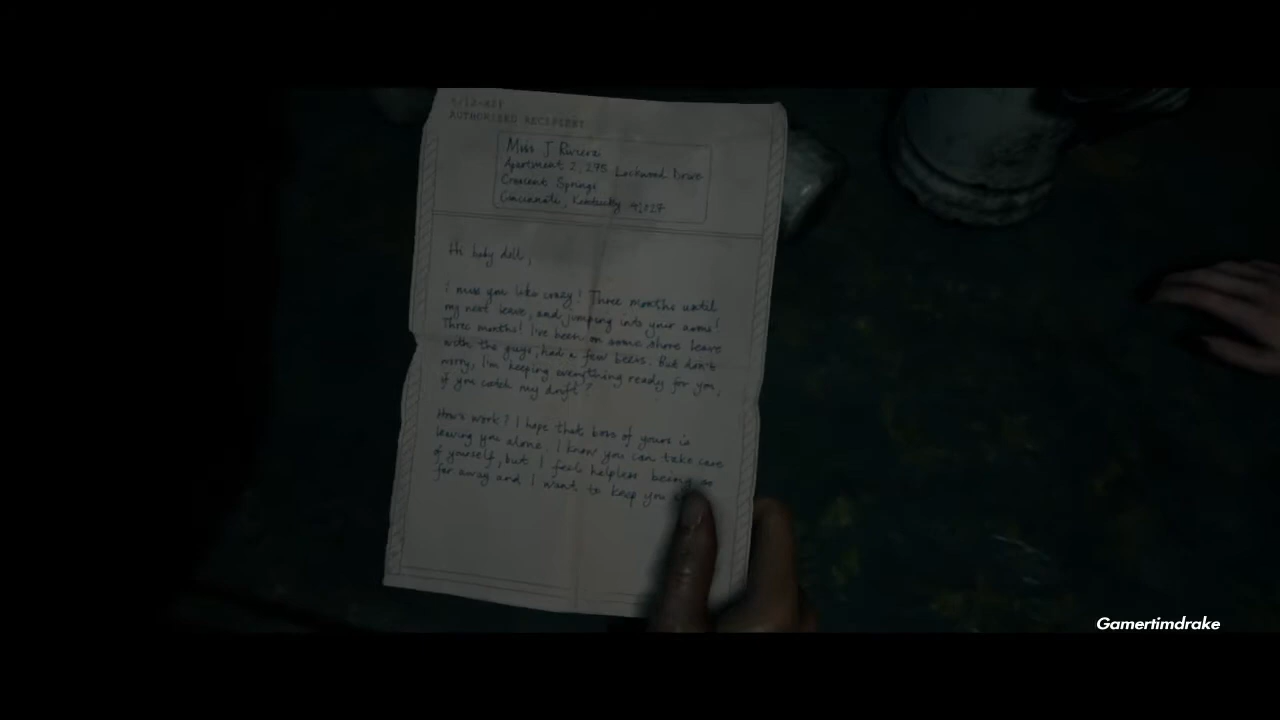 AUTHORISED RECIPIENT
Miss J Riviera
Apartment 2, 275 Lockwood Drive
Crescent Springs
Cincinnati, Kentucky
Hi baby doll,
I miss you like crazy! Three months until
my next leave, and jumping into your arms!
Three months! I've been on some shore leave
with the guys, had a few beers. But don't
worry, I'm keeping everything ready for you,
if you catch my drift?
How's work? I hope that boss of yours is
leaving you alone. I know you can take care
of yourself, but I feel helpless being so
far away and I want to keep you
Gamertimdrake